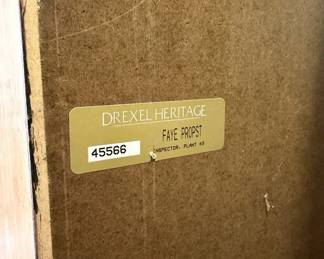 DREXEL HERITAGE
FAYE PROPST
45566
INSPECTOR, PLANT #3